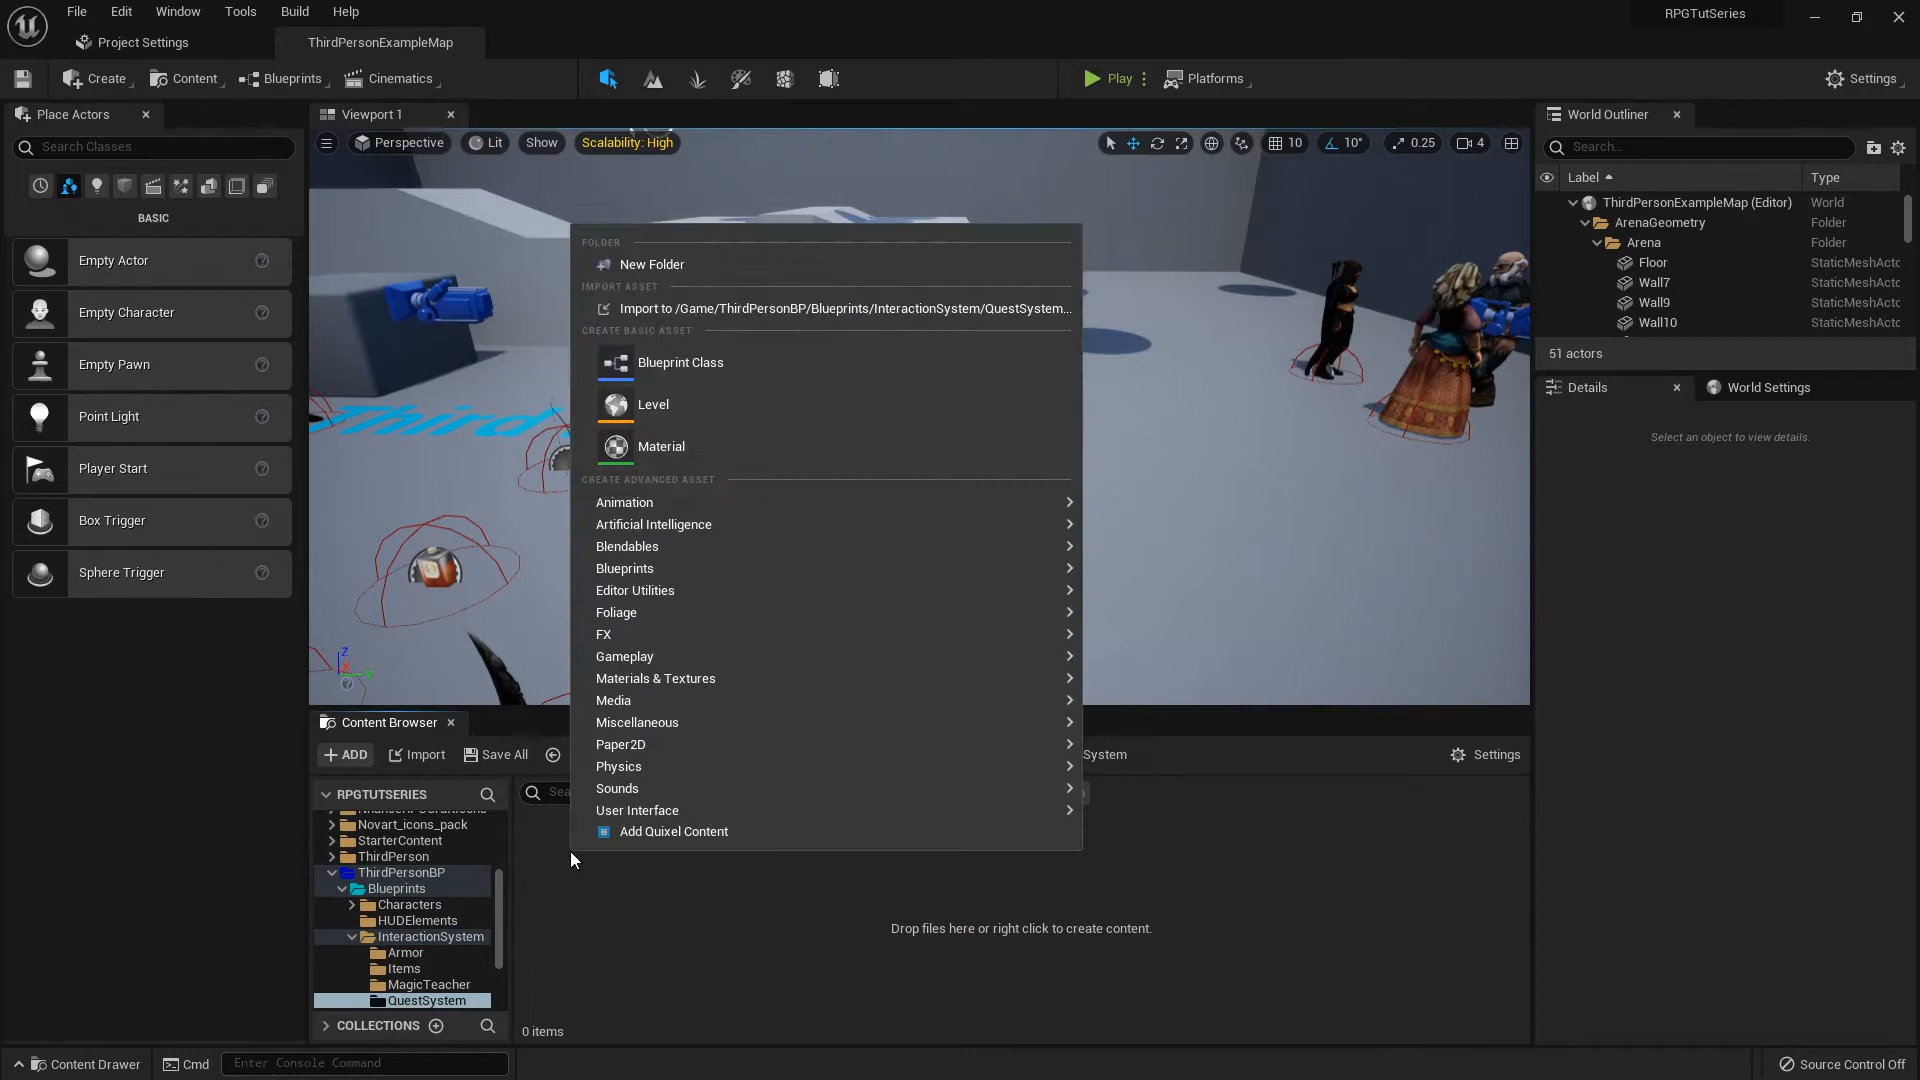 File Edit Window Tools Build Help
RPGTutSeries
Project Settings
ThirdPersonExampleMap
Create
Content
Blueprints
Cinematics
Play
Platforms
Settings
Place Actors
Search Classes
BASIC
Empty Actor
Empty Character
Empty Pawn
Point Light
Player Start
Box Trigger
Sphere Trigger
Viewport 1
Perspective
Lit
Show
Scalability: High
10
10°
0.25
4
Third
Z
X
Y
FOLDER
New Folder
IMPORT ASSET
Import to /Game/ThirdPersonBP/Blueprints/InteractionSystem/QuestSystem...
CREATE BASIC ASSET
Blueprint Class
Level
Material
CREATE ADVANCED ASSET
Animation
Artificial Intelligence
Blendables
Blueprints
Editor Utilities
Foliage
FX
Gameplay
Materials & Textures
Media
Miscellaneous
Paper2D
Physics
Sounds
User Interface
Add Quixel Content
World Outliner
Search...
Label Type
ThirdPersonExampleMap (Editor) World
ArenaGeometry Folder
Arena Folder
Floor StaticMeshActo
Wall7 StaticMeshActo
Wall9 StaticMeshActo
Wall10 StaticMeshActo
51 actors
Details
World Settings
Select an object to view details.
Content Browser
ADD
Import
Save All
System
Settings
RPGTUTSERIES
Sea
Novart_icons_pack
StarterContent
ThirdPerson
ThirdPersonBP
Blueprints
Characters
HUDElements
InteractionSystem
Armor
Items
MagicTeacher
QuestSystem
COLLECTIONS
Drop files here or right click to create content.
0 items
Content Drawer
Cmd
Enter Console Command
Source Control Off